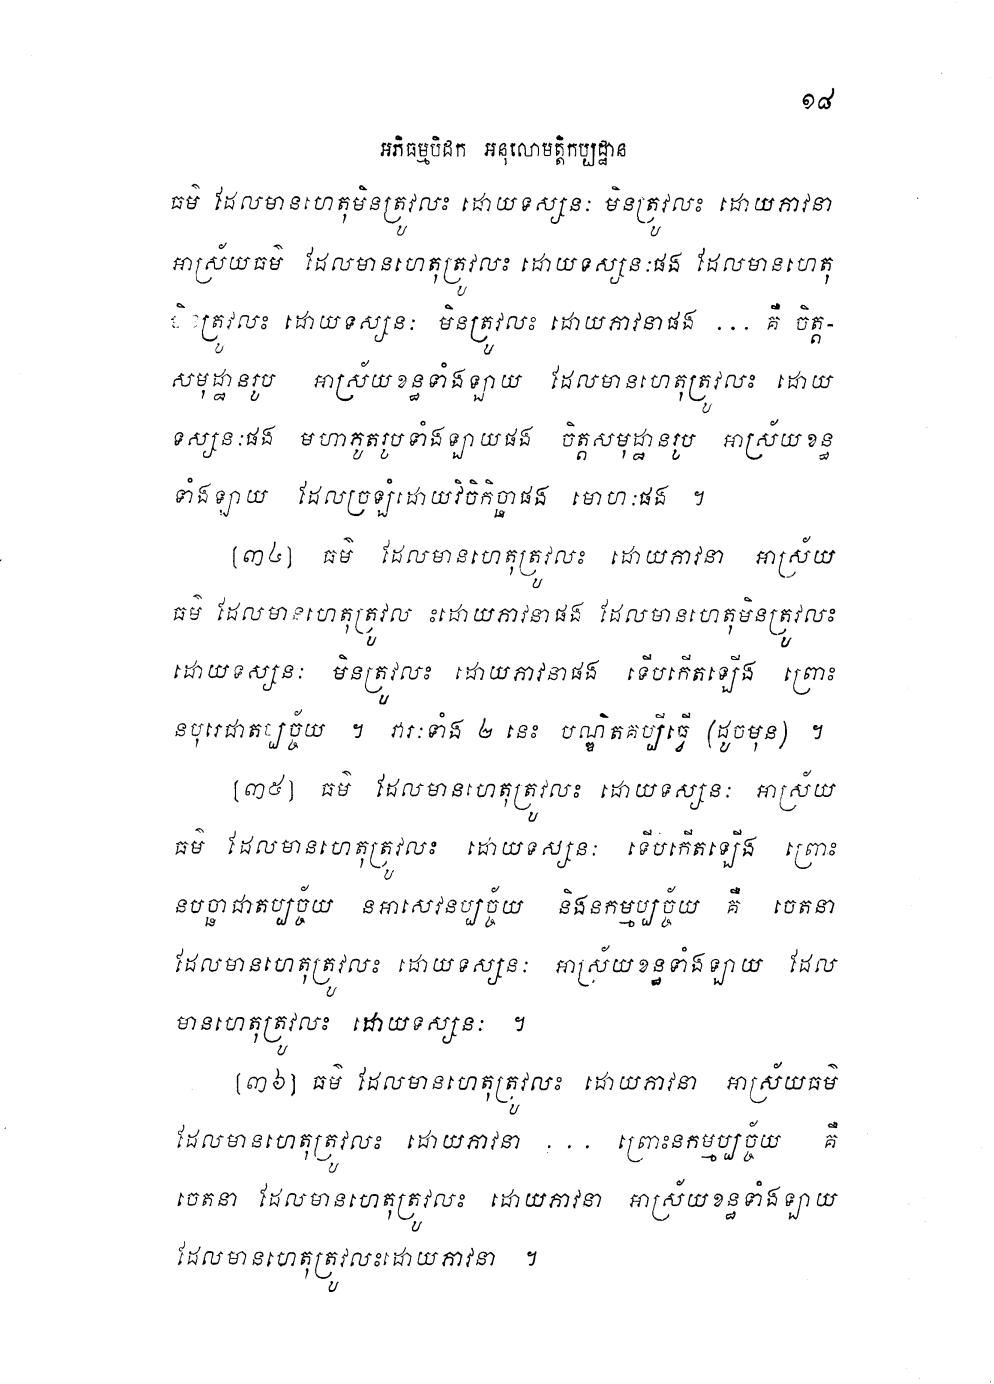 ១៨
អភិធម្មបិដក អនុលោមត្តិកប្បដ្ឋាន
ធម៌ ដែលមានហេតុមិនត្រូវលះ ដោយទស្សនៈ មិនត្រូវលះ ដោយភាវនា
អាស្រ័យធម៌ ដែលមានហេតុត្រូវលះ ដោយទស្សនៈផង ដែលមានហេតុ
ត្រូវលះ ដោយទស្សនៈ មិនត្រូវលះ ដោយភាវនាផង ... គឺ ចិត្ត-
សមុដ្ឋានរូប អាស្រ័យខន្ធទាំងឡាយ ដែលមានហេតុត្រូវលះ ដោយ
ទស្សនៈផង មហាភូតរូបទាំងឡាយផង ចិត្តសមុដ្ឋានរូប អាស្រ័យខន្ធ
ទាំងឡាយ ដែលច្រឡំដោយវិចិកិច្ឆាផង មោហៈផង ។
[៣៤] ធម៌ ដែលមានហេតុត្រូវលះ ដោយភាវនា អាស្រ័យ
ធម៌ ដែលមានហេតុត្រូវលះដោយភាវនាផង ដែលមានហេតុមិនត្រូវលះ
ដោយទស្សនៈ មិនត្រូវលះ ដោយភាវនាផង ទើបកើតឡើង ព្រោះ
នបុរេជាតប្បច្ច័យ ។ វារៈទាំង ២ នេះ បណ្ឌិតគប្បីធ្វើ (ដូចមុន) ។
[៣៥] ធម៌ ដែលមានហេតុត្រូវលះ ដោយទស្សនៈ អាស្រ័យ
ធម៌ ដែលមានហេតុត្រូវលះ ដោយទស្សនៈ ទើបកើតឡើង ព្រោះ
នបច្ឆាជាតប្បច្ច័យ នអាសេវនប្បច្ច័យ និងនកម្មប្បច្ច័យ គឺ ចេតនា
ដែលមានហេតុត្រូវលះ ដោយទស្សនៈ អាស្រ័យខន្ធទាំងឡាយ ដែល
មានហេតុត្រូវលះ ដោយទស្សនៈ ។
[៣៦] ធម៌ ដែលមានហេតុត្រូវលះ ដោយភាវនា អាស្រ័យធម៌
ដែលមានហេតុត្រូវលះ ដោយភាវនា ... ព្រោះនកម្មប្បច្ច័យ គឺ
ចេតនា ដែលមានហេតុត្រូវលះ ដោយភាវនា អាស្រ័យខន្ធទាំងឡាយ
ដែលមានហេតុត្រូវលះដោយភាវនា ។